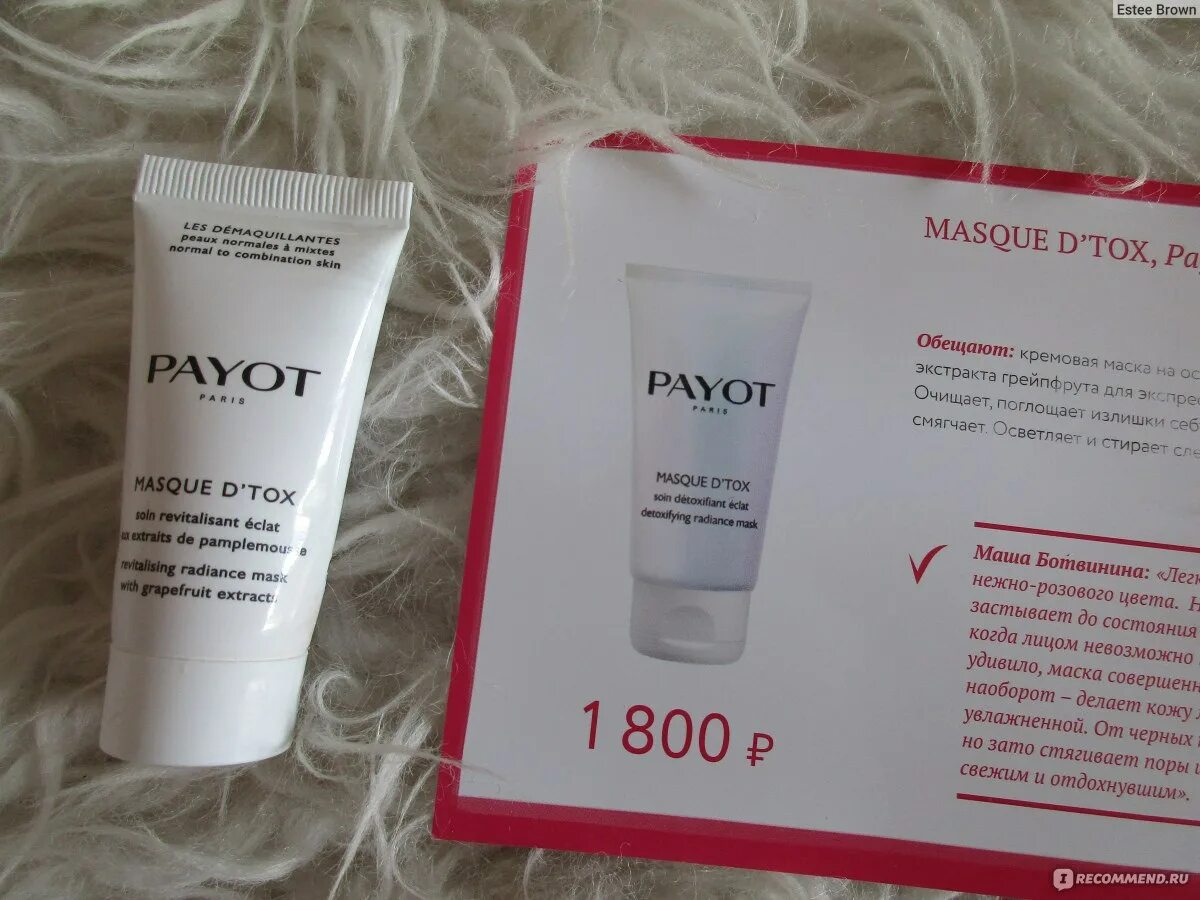 Estee Brown
LES DÉMAQUILLANTES
peaux normales à mixtes
normal to combination skin
PAYOT
PARIS
MASQUE D'TOX
soin revitalisant éclat
extraits de pamplemousse
revitalising radiance mask
with grapefruit extracts
MASQUE D'TOX,
PAYOT
PARIS
MASQUE D'TOX
soin détoxifiant éclat
detoxifying radiance mask
1 800 ₽
Обещают: кремовая маска на
экстракта грейпфрута для
Очищает, поглощает излишки
смягчает. Осветляет и стирает
Маша Ботвинина:
нежно-розового цвета.
застывает до состояния
когда лицом невозможно
удивило, маска
наоборот – делает кожу
увлажненной. От черных
но зато стягивает поры
свежим и отдохнувшим».
IRECOMMEND.RU